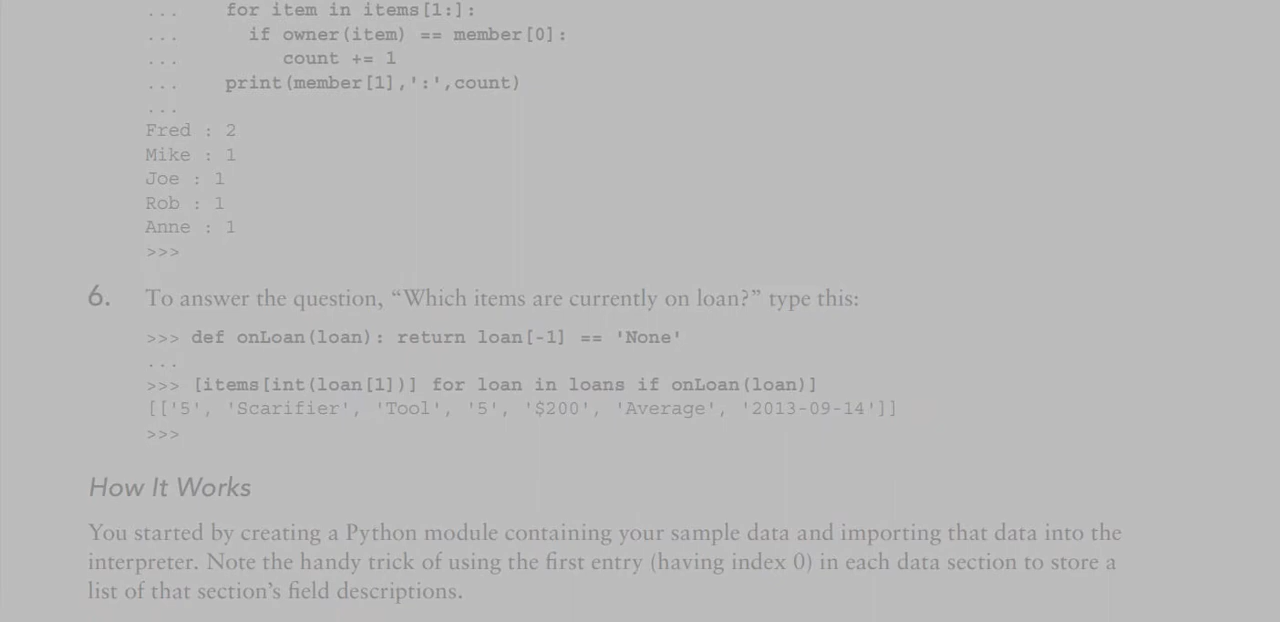 ... for item in items[1:]:
... if owner(item) == member[0]:
... count += 1
... print(member[1],':',count)
...
Fred : 2
Mike : 1
Joe : 1
Rob : 1
Anne : 1
>>>
6. To answer the question, “Which items are currently on loan?” type this:
>>> def onLoan(loan): return loan[-1] == 'None'
...
>>> [items[int(loan[1])] for loan in loans if onLoan(loan)]
[['5', 'Scarifier', 'Tool', '5', '$200', 'Average', '2013-09-14']]
>>>
How It Works
You started by creating a Python module containing your sample data and importing that data into the
interpreter. Note the handy trick of using the first entry (having index 0) in each data section to store a
list of that section’s field descriptions.